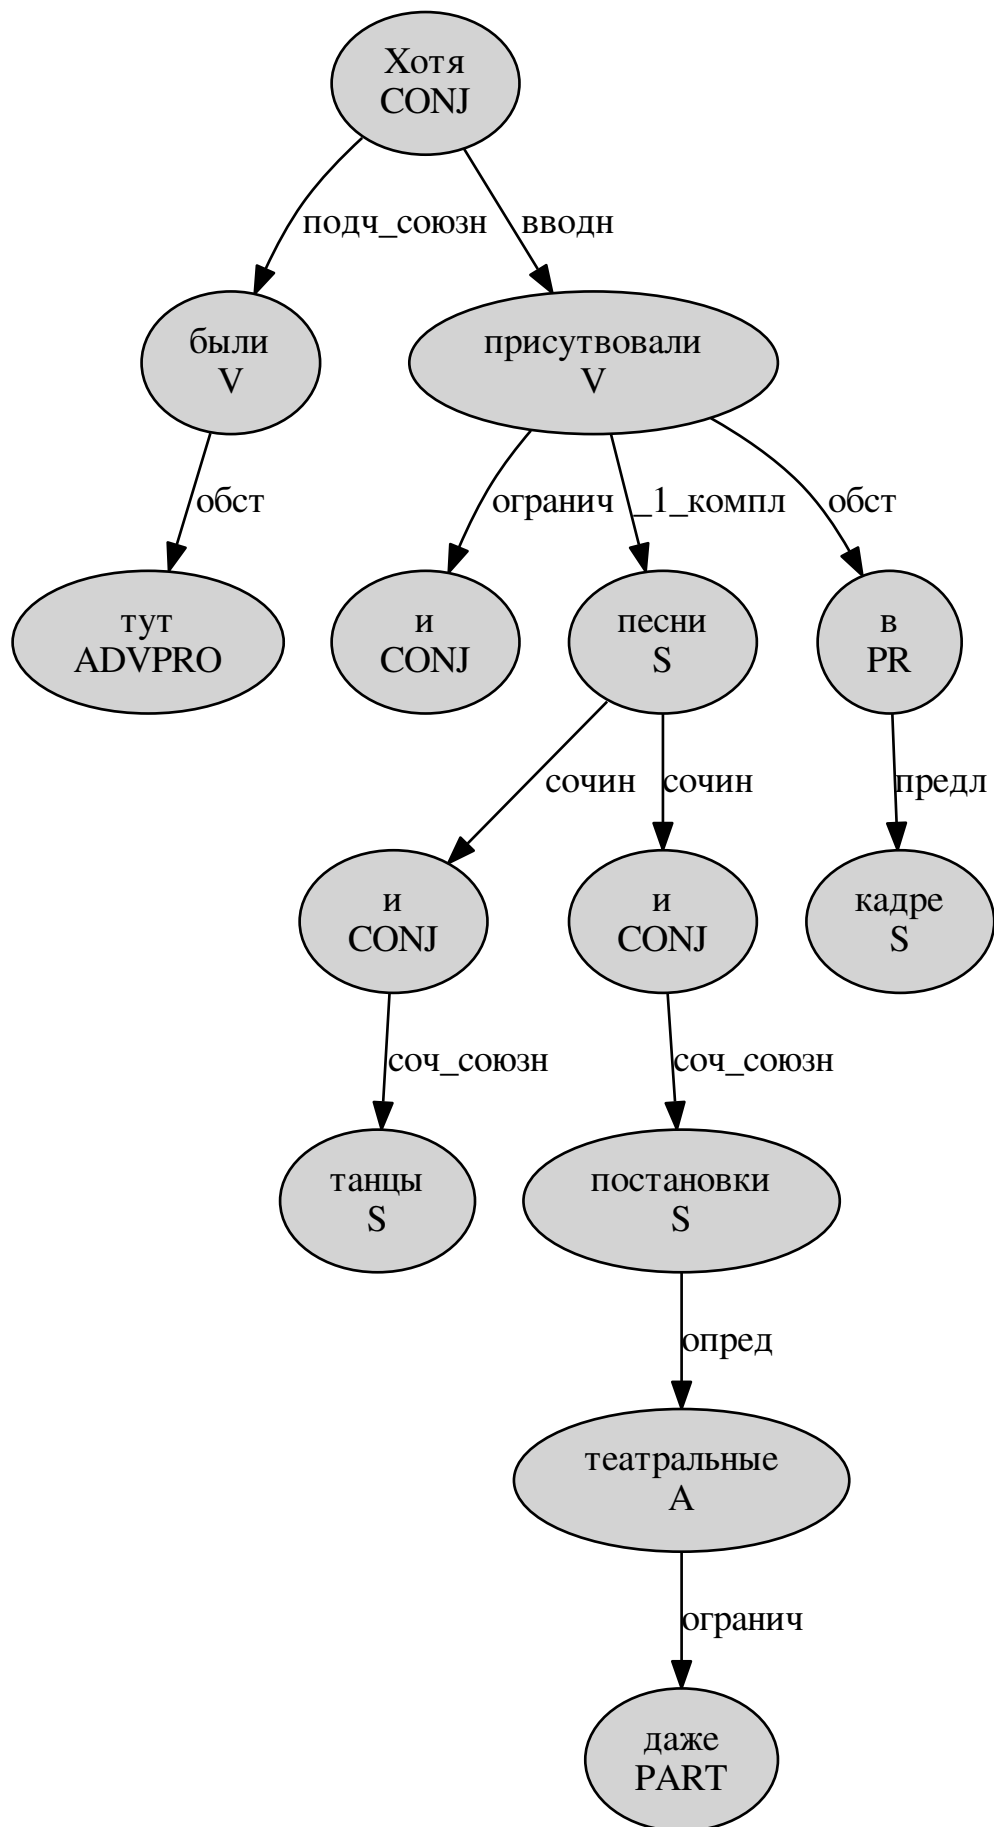 Хотя
CONJ
подч_союзн
вводн
были
V
присутвовали
V
обст
огранич
_1_компл
обст
тут
ADVPRO
и
CONJ
песни
S
в
PR
сочин
сочин
предл
и
CONJ
и
CONJ
кадре
S
соч_союзн
соч_союзн
танцы
S
постановки
S
опред
театральные
A
огранич
даже
PART